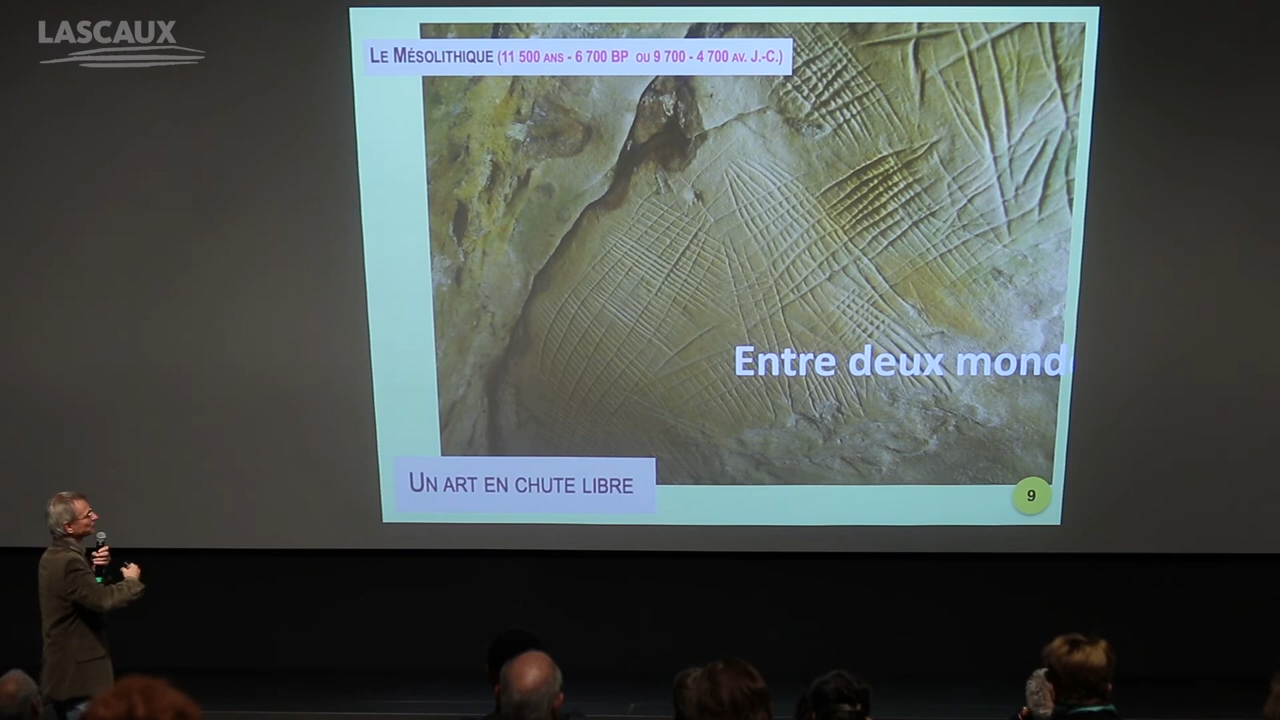 LASCAUX
LE MÉSOLITHIQUE (11 500 ANS - 6 700 BP OU 9 700 - 4 700 AV. J.-C.)
Entre deux mond
UN ART EN CHUTE LIBRE
9